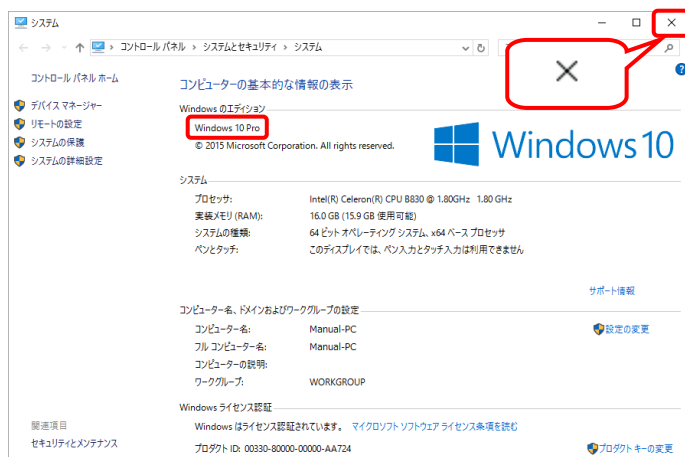 システム
コントロール パネル › システムとセキュリティ › システム
コントロール パネル ホーム
デバイス マネージャー
リモートの設定
システムの保護
システムの詳細設定
コンピューターの基本的な情報の表示
Windows のエディション
Windows 10 Pro
© 2015 Microsoft Corporation. All rights reserved.
Windows 10
システム
プロセッサ: Intel(R) Celeron(R) CPU B830 @ 1.80GHz 1.80 GHz
実装メモリ (RAM): 16.0 GB (15.9 GB 使用可能)
システムの種類: 64 ビット オペレーティング システム、x64 ベース プロセッサ
ペンとタッチ: このディスプレイでは、ペン入力とタッチ入力は利用できません
サポート情報
コンピューター名、ドメインおよびワークグループの設定
コンピューター名: Manual-PC
設定の変更
フル コンピューター名: Manual-PC
コンピューターの説明:
ワークグループ: WORKGROUP
Windows ライセンス認証
Windows はライセンス認証されています。 マイクロソフト ソフトウェア ライセンス条項を読む
プロダクト ID: 00330-80000-00000-AA724
プロダクト キーの変更
関連項目
セキュリティとメンテナンス